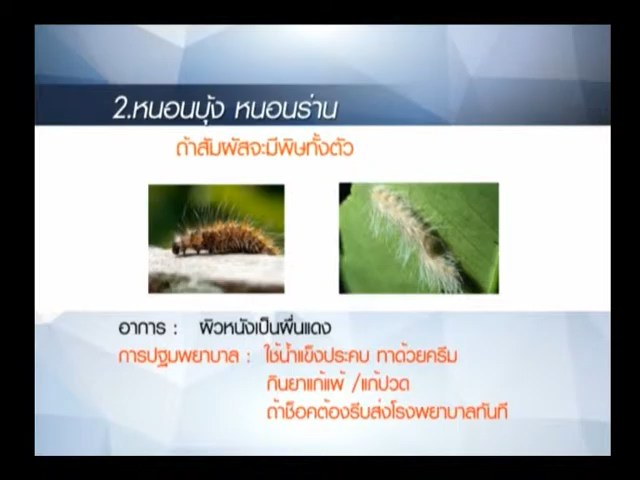 2.หนอนบุ้ง หนอนร่าน
ถ้าสัมผัสจะมีพิษทั้งตัว
อาการ : ผิวหนังเป็นผื่นแดง
การปฐมพยาบาล : ใช้น้ำแข็งประคบ ทาด้วยครีม
กินยาแก้แพ้ /แก้ปวด
ถ้าช็อคต้องรีบส่งโรงพยาบาลทันที